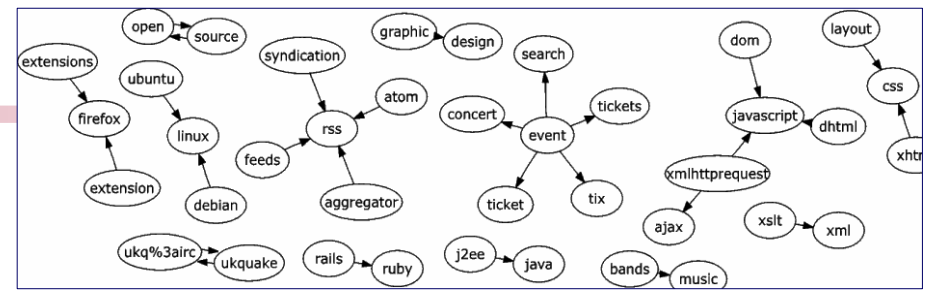 open
source
graphic
design
layout
extensions
syndication
search
dom
ubuntu
css
firefox
atom
tickets
concert
javascript
linux
rss
event
dhtml
feeds
xhtr
extension
xmlhttprequest
debian
aggregator
ticket
tix
ajax
xslt
xml
ukq%3airc
ukquake
rails
ruby
j2ee
java
bands
music